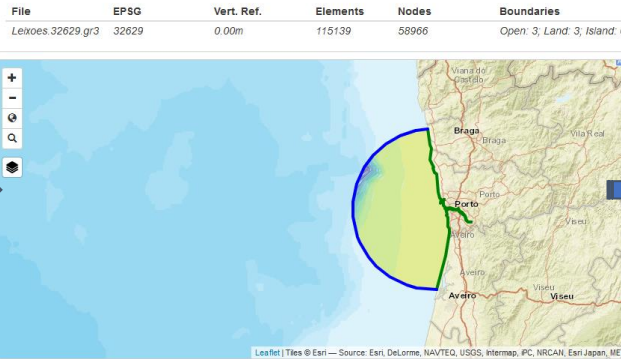 File EPSG Vert. Ref. Elements Nodes Boundaries
Leixoes.32629.gr3 32629 0.00m 115139 58966 Open: 3; Land: 3; Island:
+
−
Viana do
Castelo
Braga
Braga
Vila Real
Porto
Porto
Viseu
Aveiro
Aveiro
Viseu
Aveiro
Viseu
Leaflet | Tiles © Esri — Source: Esri, DeLorme, NAVTEQ, USGS, Intermap, iPC, NRCAN, Esri Japan, ME